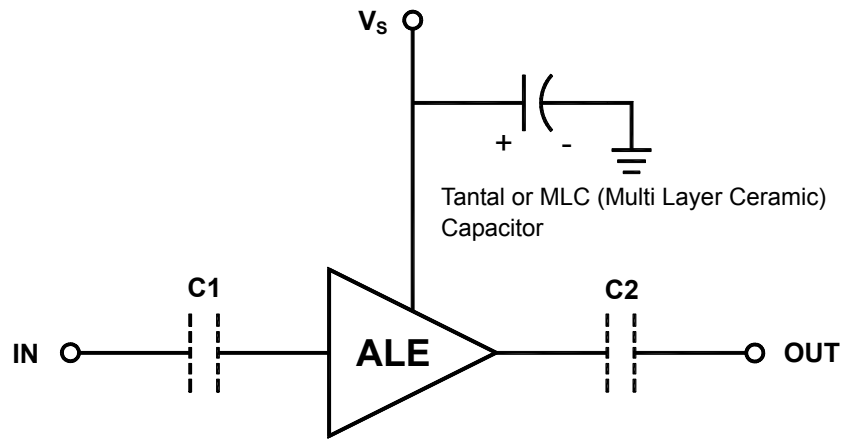 Vs
+ -
Tantal or MLC (Multi Layer Ceramic)
Capacitor
C1
C2
IN
ALE
OUT